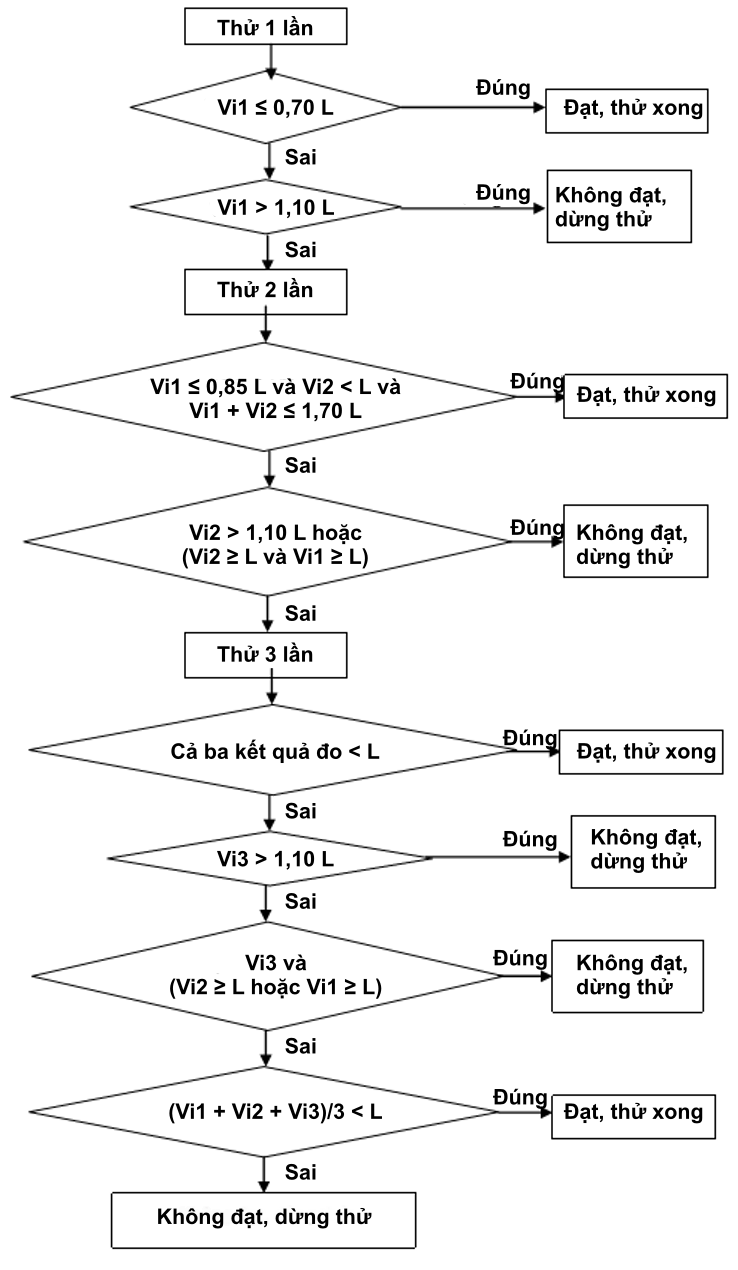 Thử 1 lần
Vi1 ≤ 0,70 L
Đúng
Đạt, thử xong
Sai
Vi1 > 1,10 L
Đúng
Không đạt,
dừng thử
Sai
Thử 2 lần
Vi1 ≤ 0,85 L và Vi2 < L và
Vi1 + Vi2 ≤ 1,70 L
Đúng
Đạt, thử xong
Sai
Vi2 > 1,10 L hoặc
(Vi2 ≥ L và Vi1 ≥ L)
Đúng
Không đạt,
dừng thử
Sai
Thử 3 lần
Cả ba kết quả đo < L
Đúng
Đạt, thử xong
Sai
Vi3 > 1,10 L
Đúng
Không đạt,
dừng thử
Sai
Vi3 và
(Vi2 ≥ L hoặc Vi1 ≥ L)
Đúng
Không đạt,
dừng thử
Sai
(Vi1 + Vi2 + Vi3)/3 < L
Đúng
Đạt, thử xong
Sai
Không đạt, dừng thử